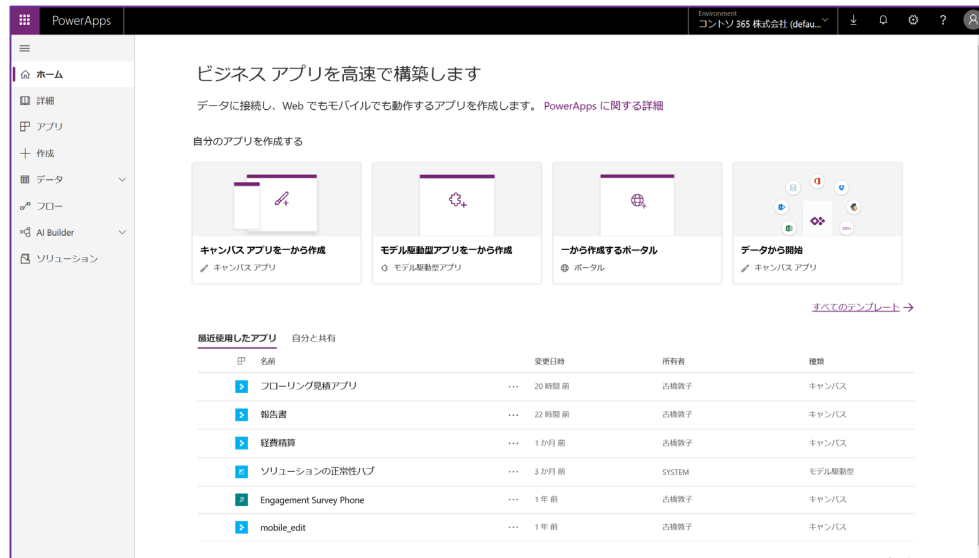 PowerApps
Environment
コントソ 365 株式会社 (defau...
?
ホーム
詳細
アプリ
作成
データ
フロー
AI Builder
ソリューション
ビジネス アプリを高速で構築します
データに接続し、Web でもモバイルでも動作するアプリを作成します。 PowerApps に関する詳細
自分のアプリを作成する
キャンバス アプリを一から作成
キャンバス アプリ
モデル駆動型アプリを一から作成
モデル駆動型アプリ
一から作成するポータル
ポータル
データから開始
キャンバス アプリ
すべてのテンプレート →
最近使用したアプリ 自分と共有
名前 変更日時 所有者 種類
フローリング見積アプリ ... 20 時間 前 古橋敦子 キャンバス
報告書 ... 22 時間 前 古橋敦子 キャンバス
経費精算 ... 1 か月 前 古橋敦子 キャンバス
ソリューションの正常性ハブ ... 3 か月 前 SYSTEM モデル駆動型
Engagement Survey Phone ... 1 年 前 古橋敦子 キャンバス
mobile_edit ... 1 年 前 古橋敦子 キャンバス